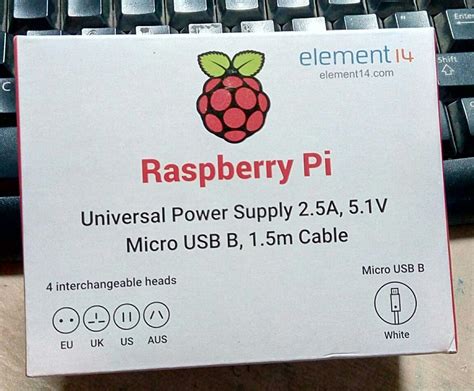 element14
element14.com
Raspberry Pi
Universal Power Supply 2.5A, 5.1V
Micro USB B, 1.5m Cable
4 interchangeable heads
Micro USB B
EU UK US AUS
White
Shift